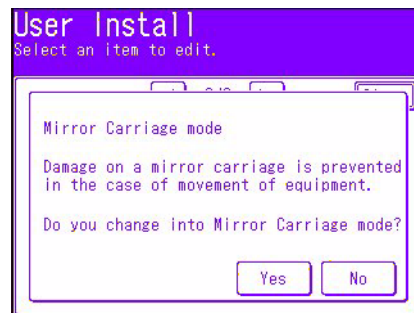 User Install
Select an item to edit.
Mirror Carriage mode
Damage on a mirror carriage is prevented
in the case of movement of equipment.
Do you change into Mirror Carriage mode?
Yes
No